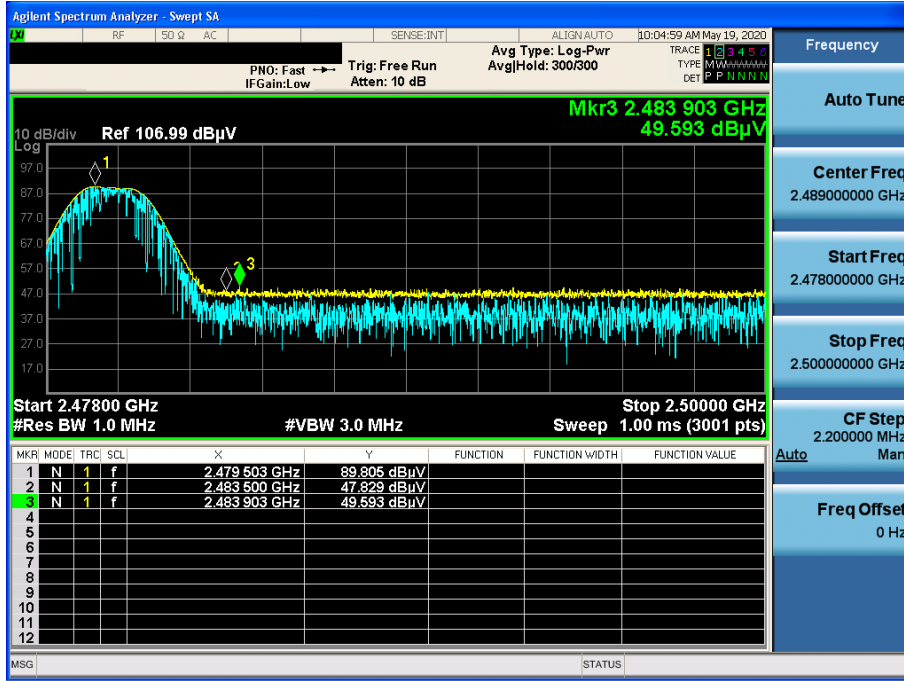 Agilent Spectrum Analyzer - Swept SA
LXI RF 50 Ω AC SENSE:INT ALIGN AUTO 10:04:59 AM May 19, 2020
PNO: Fast Trig: Free Run Avg Type: Log-Pwr TRACE 1 2 3 4 5 6
IFGain:Low Atten: 10 dB Avg|Hold: 300/300 TYPE M W W W W W
DET P P N N N N
Mkr3 2.483 903 GHz
49.593 dBµV
10 dB/div Ref 106.99 dBµV
Log
97.0
87.0
77.0
67.0
57.0
47.0
37.0
27.0
17.0
1
2 3
Start 2.47800 GHz Stop 2.50000 GHz
#Res BW 1.0 MHz #VBW 3.0 MHz Sweep 1.00 ms (3001 pts)
MKR MODE TRC SCL X Y FUNCTION FUNCTION WIDTH FUNCTION VALUE
1 N 1 f 2.479 503 GHz 89.805 dBµV
2 N 1 f 2.483 500 GHz 47.829 dBµV
3 N 1 f 2.483 903 GHz 49.593 dBµV
4
5
6
7
8
9
10
11
12
MSG STATUS
Frequency
Auto Tune
Center Freq
2.489000000 GHz
Start Freq
2.478000000 GHz
Stop Freq
2.500000000 GHz
CF Step
2.200000 MHz
Auto Man
Freq Offset
0 Hz